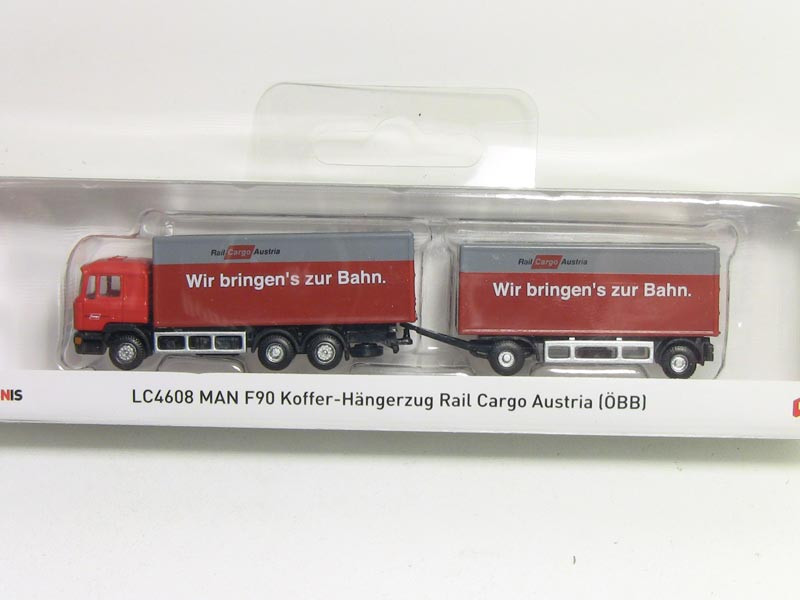 Rail Cargo Austria
Wir bringen's zur Bahn.
Rail Cargo Austria
Wir bringen's zur Bahn.
NIS
LC4608 MAN F90 Koffer-Hängerzug Rail Cargo Austria (ÖBB)